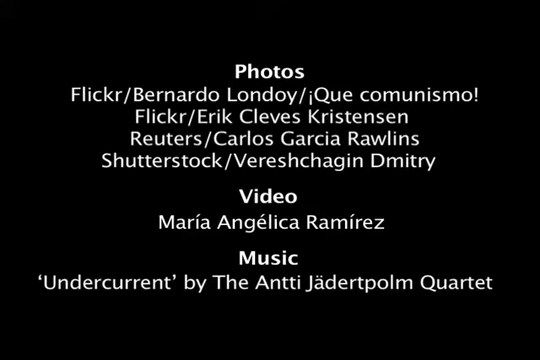 Photos
Flickr/Bernardo Londoy/¡Que comunismo!
Flickr/Erik Cleves Kristensen
Reuters/Carlos Garcia Rawlins
Shutterstock/Vereshchagin Dmitry
Video
María Angélica Ramírez
Music
‘Undercurrent’ by The Antti Jädertpolm Quartet